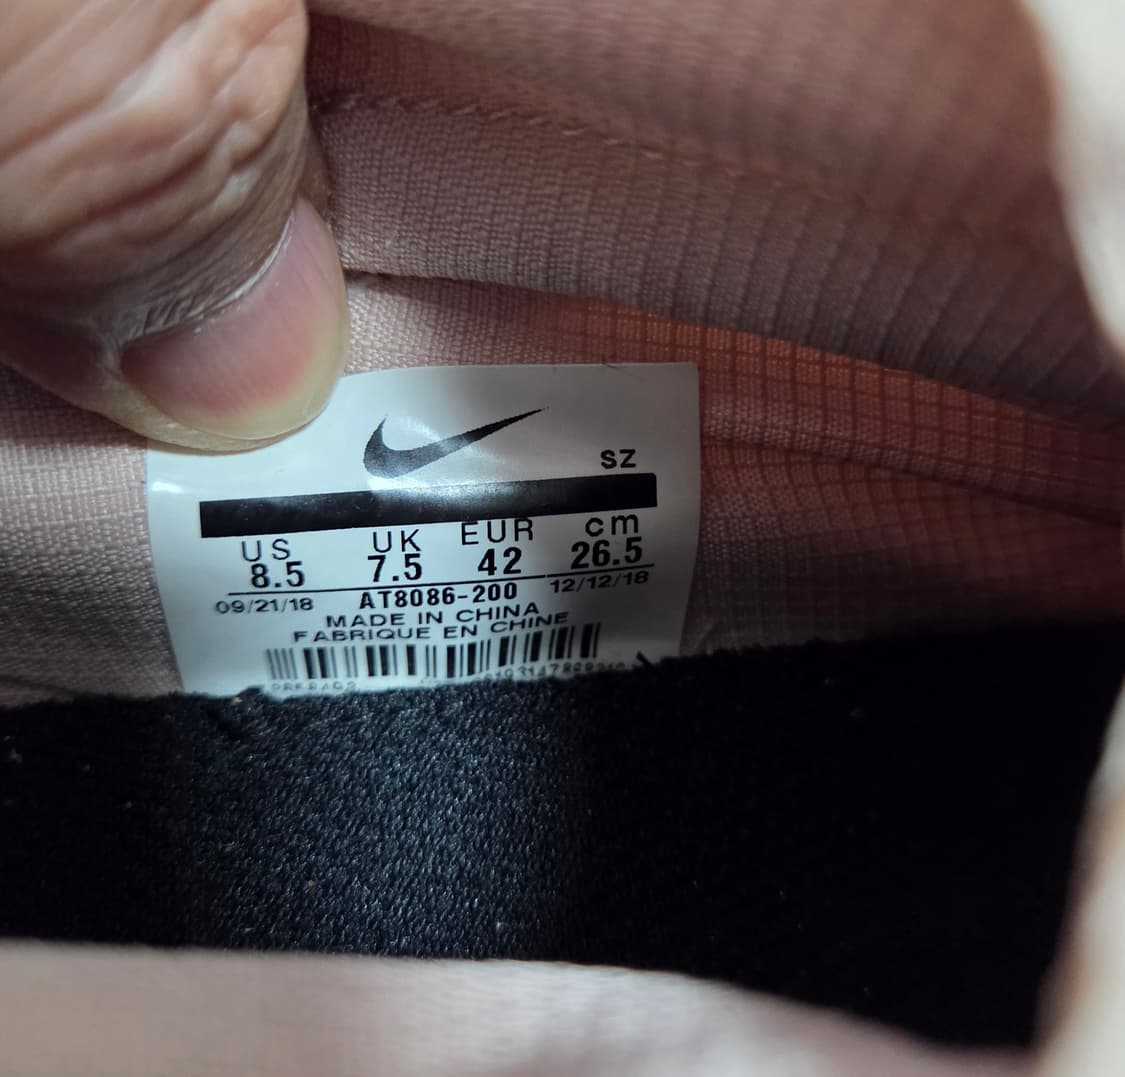 SZ
US UK EUR cm
8.5 7.5 42 26.5
09/21/18 AT8086-200 12/12/18
MADE IN CHINA
FABRIQUE EN CHINE